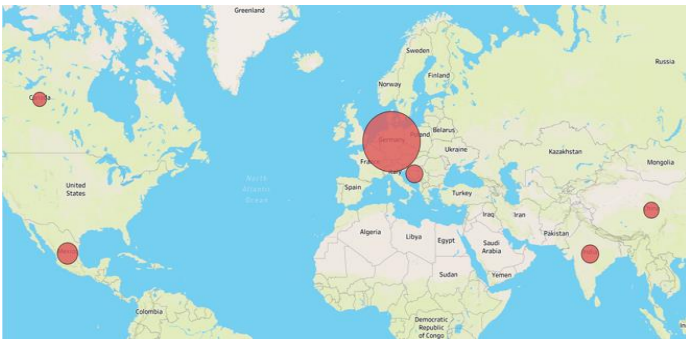 Greenland
Sweden
Finland
Russia
Norway
Canada
Germany
Poland
Belarus
Ukraine
Kazakhstan
France
Mongolia
Italy
North
Atlantic
Ocean
United
States
Spain
Turkey
Iraq
Iran
Algeria
Libya
Egypt
Saudi
Arabia
Pakistan
Mexico
Sudan
Yemen
Colombia
Democratic
Republic
of Congo